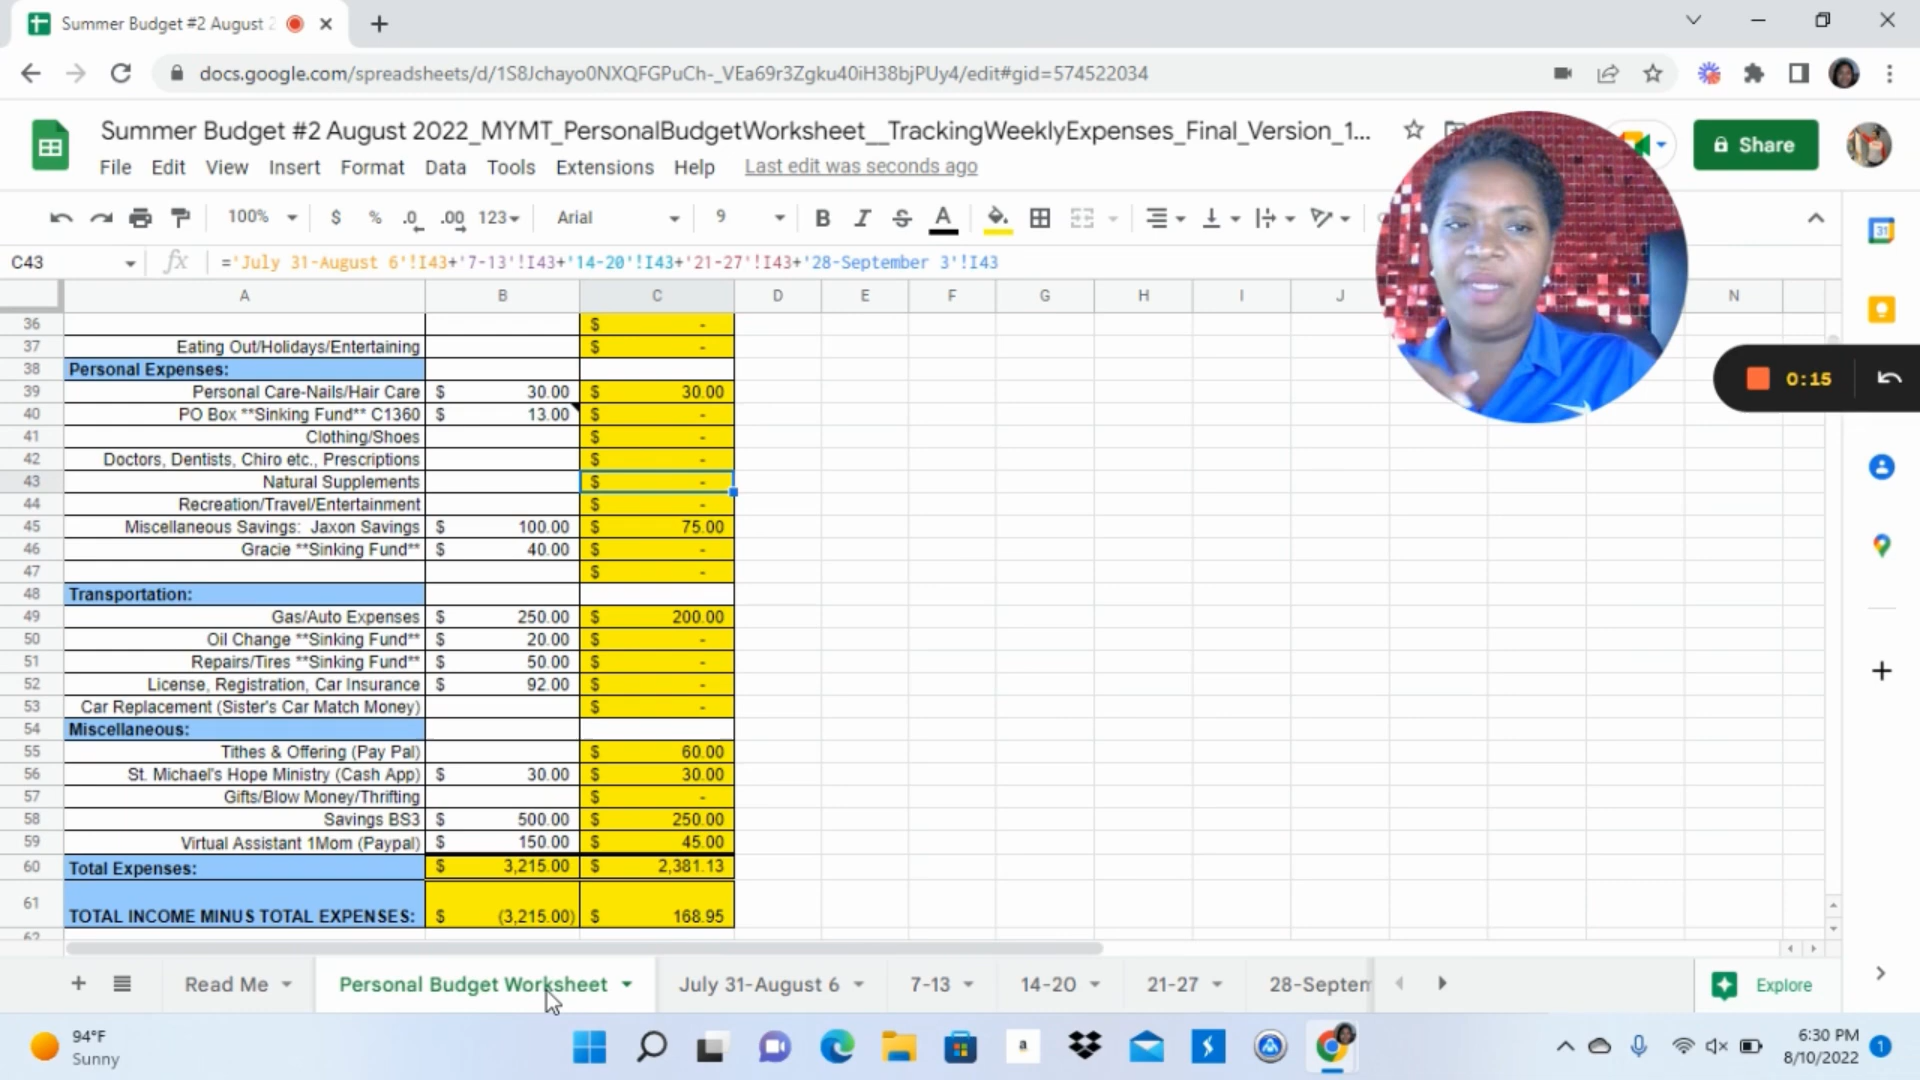 Summer Budget #2 August 2
docs.google.com/spreadsheets/d/1S8Jchayo0NXQFGPuCh-_VEa69r3Zgku40iH38bjPUy4/edit#gid=574522034
Summer Budget #2 August 2022_MYMT_PersonalBudgetWorksheet__TrackingWeeklyExpenses_Final_Version_1...
Share
File Edit View Insert Format Data Tools Extensions Help Last edit was seconds ago
100% $ % .0 .00 123 Arial 9 B I S A
31
C43 fx ='July 31-August 6'!I43+'7-13'!I43+'14-20'!I43+'21-27'!I43+'28-September 3'!I43
A B C D E F G H I J N
36 $ -
37 Eating Out/Holidays/Entertaining $ -
38 Personal Expenses:
0:15
39 Personal Care-Nails/Hair Care $ 30.00 $ 30.00
40 PO Box **Sinking Fund** C1360 $ 13.00 $ -
41 Clothing/Shoes $ -
42 Doctors, Dentists, Chiro etc., Prescriptions $ -
43 Natural Supplements $ -
44 Recreation/Travel/Entertainment $ -
45 Miscellaneous Savings: Jaxon Savings $ 100.00 $ 75.00
46 Gracie **Sinking Fund** $ 40.00 $ -
47 $ -
48 Transportation:
49 Gas/Auto Expenses $ 250.00 $ 200.00
50 Oil Change **Sinking Fund** $ 20.00 $ -
51 Repairs/Tires **Sinking Fund** $ 50.00 $ -
52 License, Registration, Car Insurance $ 92.00 $ -
53 Car Replacement (Sister's Car Match Money) $ -
54 Miscellaneous:
55 Tithes & Offering (Pay Pal) $ 60.00
56 St. Michael's Hope Ministry (Cash App) $ 30.00 $ 30.00
57 Gifts/Blow Money/Thrifting $ -
58 Savings BS3 $ 500.00 $ 250.00
59 Virtual Assistant 1Mom (Paypal) $ 150.00 $ 45.00
60 Total Expenses: $ 3,215.00 $ 2,381.13
61 TOTAL INCOME MINUS TOTAL EXPENSES: $ (3,215.00) $ 168.95
62
Read Me Personal Budget Worksheet July 31-August 6 7-13 14-20 21-27 28-Septem Explore
94°F
Sunny
a
6:30 PM
8/10/2022
1